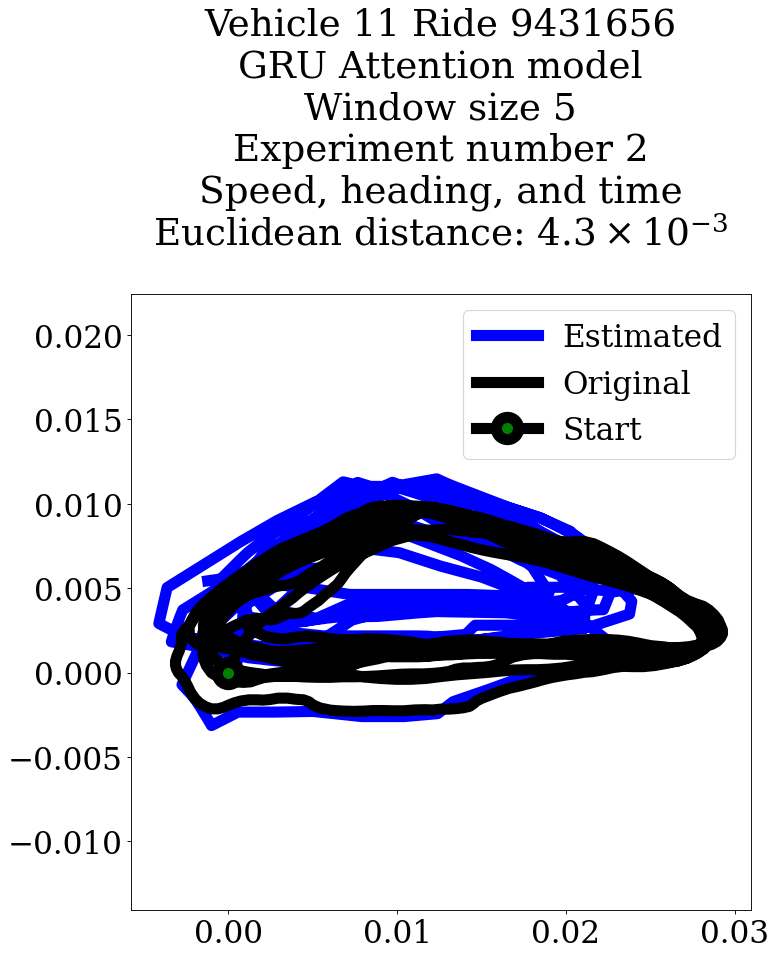 Vehicle 11 Ride 9431656
GRU Attention model
Window size 5
Experiment number 2
Speed, heading, and time
Euclidean distance: 4.3 × 10⁻³
Estimated
Original
Start
0.020
0.015
0.010
0.005
0.000
−0.005
−0.010
0.00 0.01 0.02 0.03